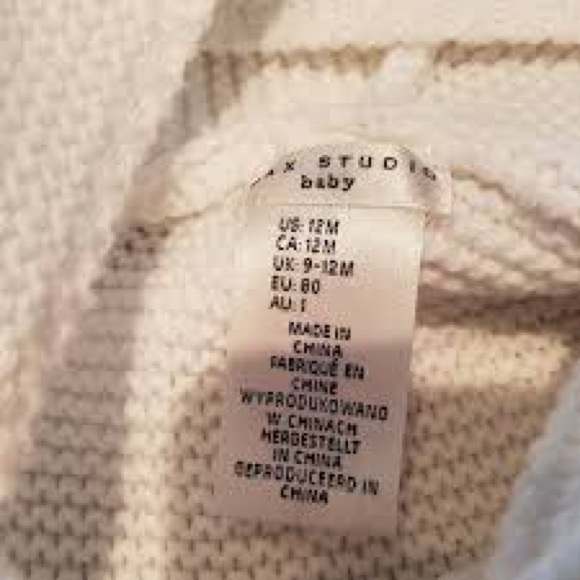 STUDIO
baby
US: 12M
CA: 12M
UK: 9-12M
EU: 80
AU: 1
MADE IN
CHINA
FABRIQUÉ EN
CHINE
WYPRODUKOWANO
W CHINACH
HERGESTELLT
IN CHINA
GEPRODUCEERD IN
CHINA